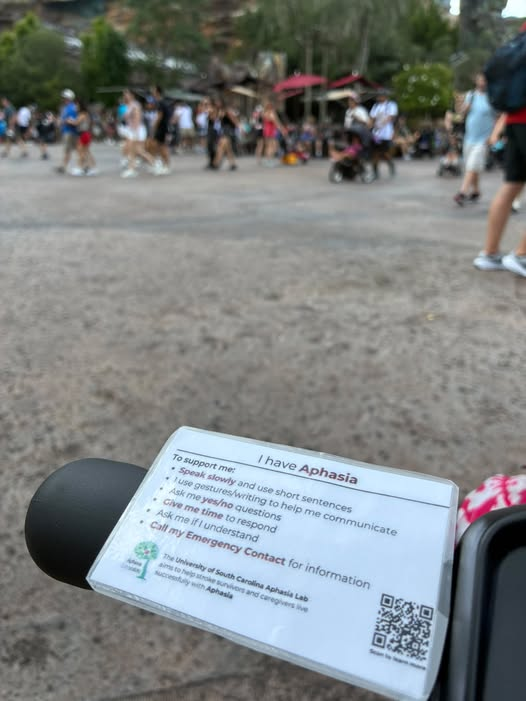 I have Aphasia
To support me:
• Speak slowly and use short sentences
• I use gestures/writing to help me communicate
• Ask me yes/no questions
• Give me time to respond
• Ask me if I understand
• Call my Emergency Contact for information
The University of South Carolina Aphasia Lab
aims to help stroke survivors and caregivers live
successfully with Aphasia
Scan to learn more